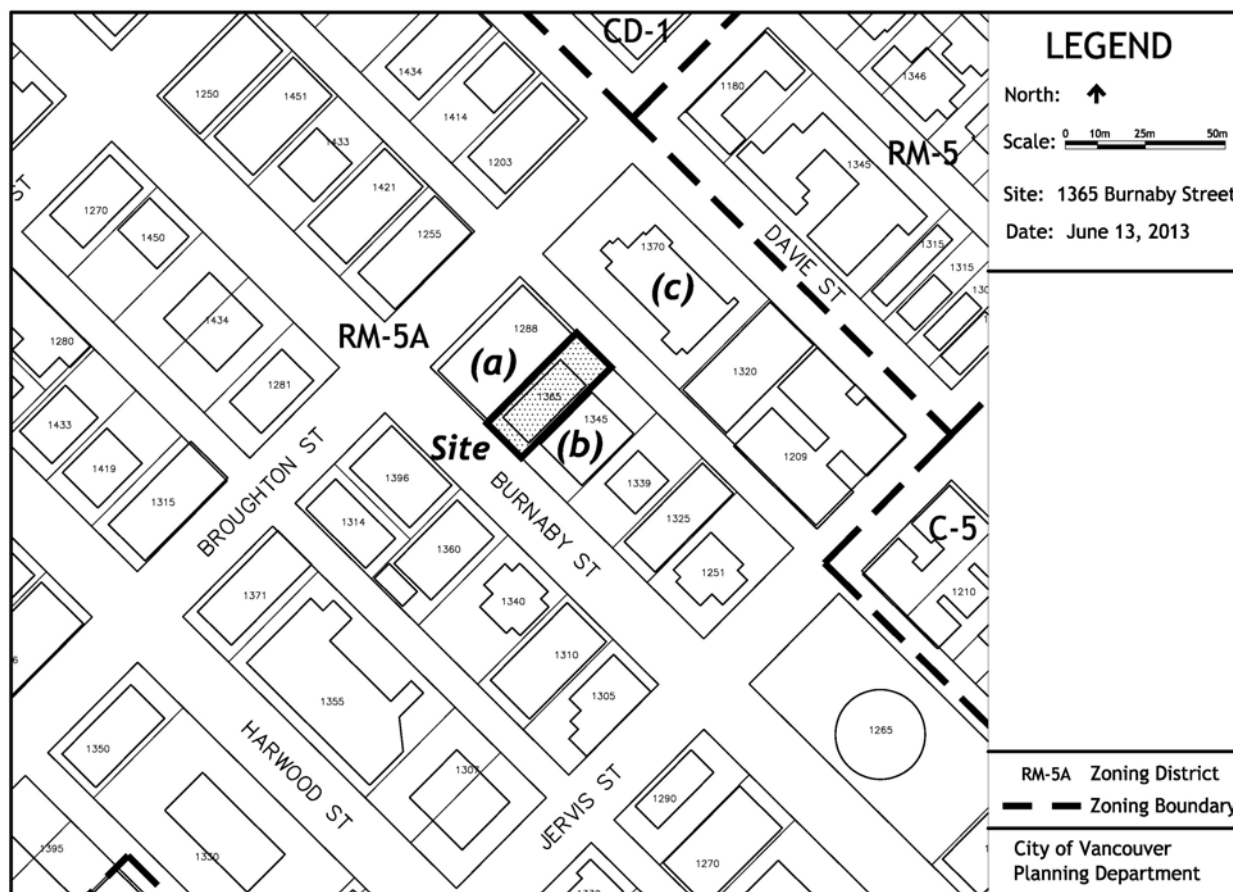 CD-1
1434
1180
1346
1250
1451
1414
RM-5
1433
1203
1345
1421
ST
1270
1255
1450
DAVIE ST
1315
1315
1370
(c)
1434
RM-5A
1288
1280
(a)
1320
1281
1365
1345
1433
Site
(b)
1209
1419
1396
1339
1315
BROUGHTON ST
BURNABY ST
1325
1314
C-5
1360
1251
1210
1371
1340
1310
1355
1305
1265
1350
HARWOOD ST
1307
JERVIS ST
1290
1270
1395
1330
LEGEND
North:
Scale: 0 10m 25m 50m
Site: 1365 Burnaby Street
Date: June 13, 2013
RM-5A Zoning District
Zoning Boundary
City of Vancouver
Planning Department